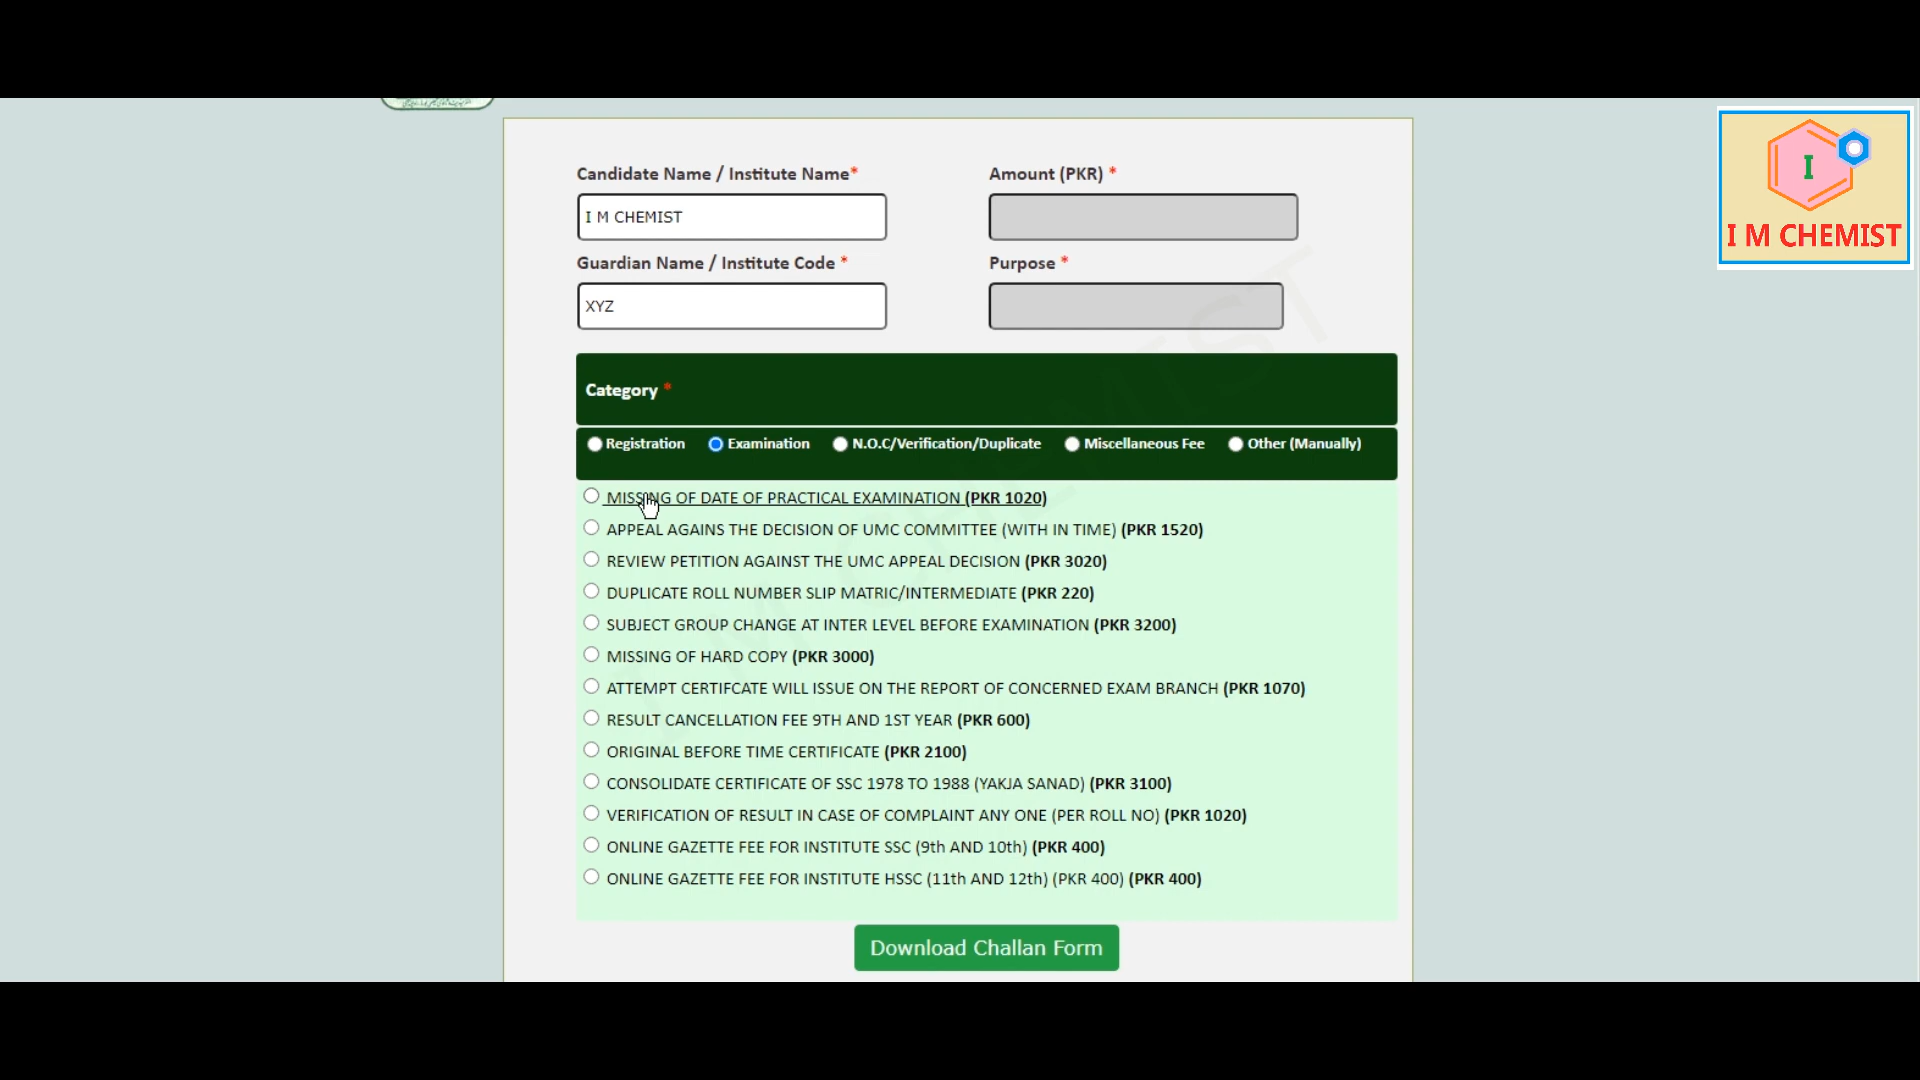 Candidate Name / Institute Name*
Amount (PKR) *
I M CHEMIST
Guardian Name / Institute Code *
Purpose *
XYZ
Category *
Registration Examination N.O.C/Verification/Duplicate Miscellaneous Fee Other (Manually)
MISSING OF DATE OF PRACTICAL EXAMINATION (PKR 1020)
APPEAL AGAINS THE DECISION OF UMC COMMITTEE (WITH IN TIME) (PKR 1520)
REVIEW PETITION AGAINST THE UMC APPEAL DECISION (PKR 3020)
DUPLICATE ROLL NUMBER SLIP MATRIC/INTERMEDIATE (PKR 220)
SUBJECT GROUP CHANGE AT INTER LEVEL BEFORE EXAMINATION (PKR 3200)
MISSING OF HARD COPY (PKR 3000)
ATTEMPT CERTIFCATE WILL ISSUE ON THE REPORT OF CONCERNED EXAM BRANCH (PKR 1070)
RESULT CANCELLATION FEE 9TH AND 1ST YEAR (PKR 600)
ORIGINAL BEFORE TIME CERTIFICATE (PKR 2100)
CONSOLIDATE CERTIFICATE OF SSC 1978 TO 1988 (YAKJA SANAD) (PKR 3100)
VERIFICATION OF RESULT IN CASE OF COMPLAINT ANY ONE (PER ROLL NO) (PKR 1020)
ONLINE GAZETTE FEE FOR INSTITUTE SSC (9th AND 10th) (PKR 400)
ONLINE GAZETTE FEE FOR INSTITUTE HSSC (11th AND 12th) (PKR 400) (PKR 400)
Download Challan Form
I
I M CHEMIST
I M CHEMIST